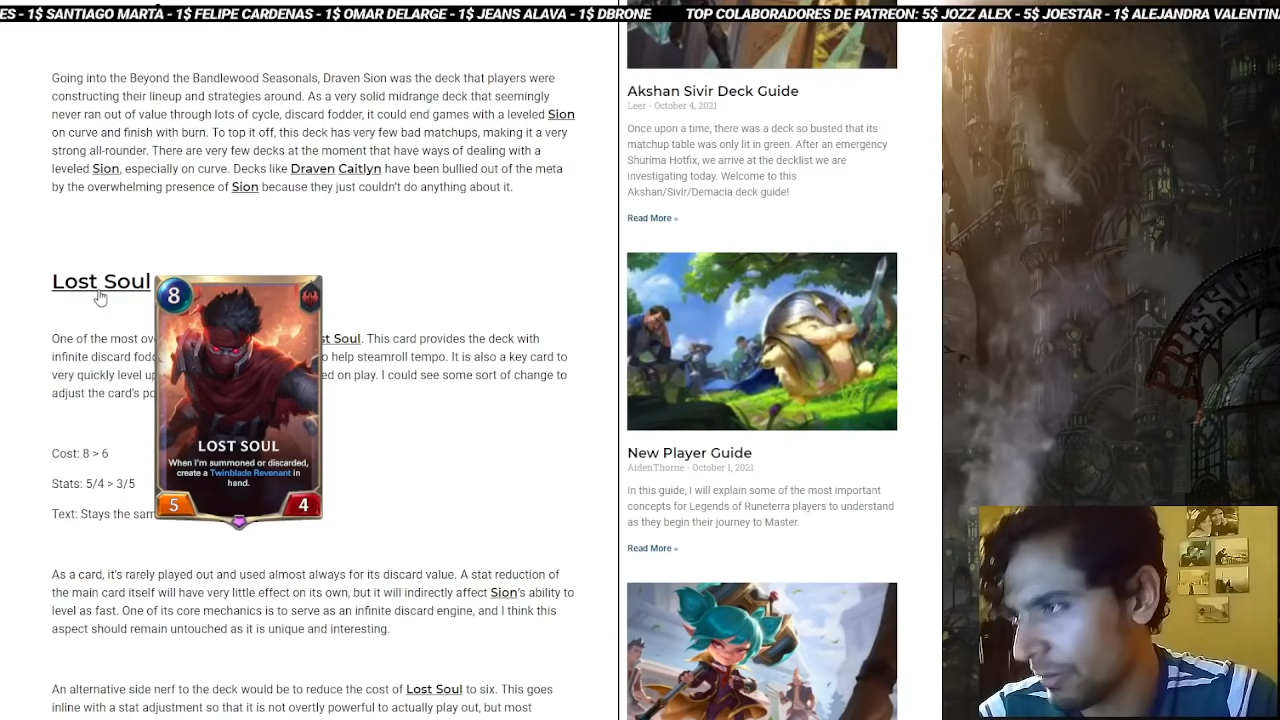 ES - 1$ SANTIAGO MARTÀ - 1$ FELIPE CARDENAS - 1$ OMAR DELARGE - 1$ JEANS ALAVA - 1$ DBRONE TOP COLABORADORES DE PATREON: 5$ JOZZ ALEX - 5$ JOESTAR - 1$ ALEJANDRA VALENTINA
Going into the Beyond the Bandlewood Seasonals, Draven Sion was the deck that players were
constructing their lineup and strategies around. As a very solid midrange deck that seemingly
never ran out of value through lots of cycle, discard fodder, it could end games with a leveled Sion
on curve and finish with burn. To top it off, this deck has very few bad matchups, making it a very
strong all-rounder. There are very few decks at the moment that have ways of dealing with a
leveled Sion, especially on curve. Decks like Draven Caitlyn have been bullied out of the meta
by the overwhelming presence of Sion because they just couldn't do anything about it.
Lost Soul
One of the most ov st Soul. This card provides the deck with
infinite discard fodd o help steamroll tempo. It is also a key card to
very quickly level up ed on play. I could see some sort of change to
adjust the card's po
Cost: 8 > 6
Stats: 5/4 > 3/5
Text: Stays the sam
8
LOST SOUL
When I'm summoned or discarded,
create a Twinblade Revenant in
hand.
5
4
As a card, it's rarely played out and used almost always for its discard value. A stat reduction of
the main card itself will have very little effect on its own, but it will indirectly affect Sion's ability to
level as fast. One of its core mechanics is to serve as an infinite discard engine, and I think this
aspect should remain untouched as it is unique and interesting.
An alternative side nerf to the deck would be to reduce the cost of Lost Soul to six. This goes
inline with a stat adjustment so that it is not overtly powerful to actually play out, but most
Akshan Sivir Deck Guide
Leer - October 4, 2021
Once upon a time, there was a deck so busted that its
matchup table was only lit in green. After an emergency
Shurima Hotfix, we arrive at the decklist we are
investigating today. Welcome to this
Akshan/Sivir/Demacia deck guide!
Read More »
New Player Guide
AidenThorne - October 1, 2021
In this guide, I will explain some of the most important
concepts for Legends of Runeterra players to understand
as they begin their journey to Master.
Read More »